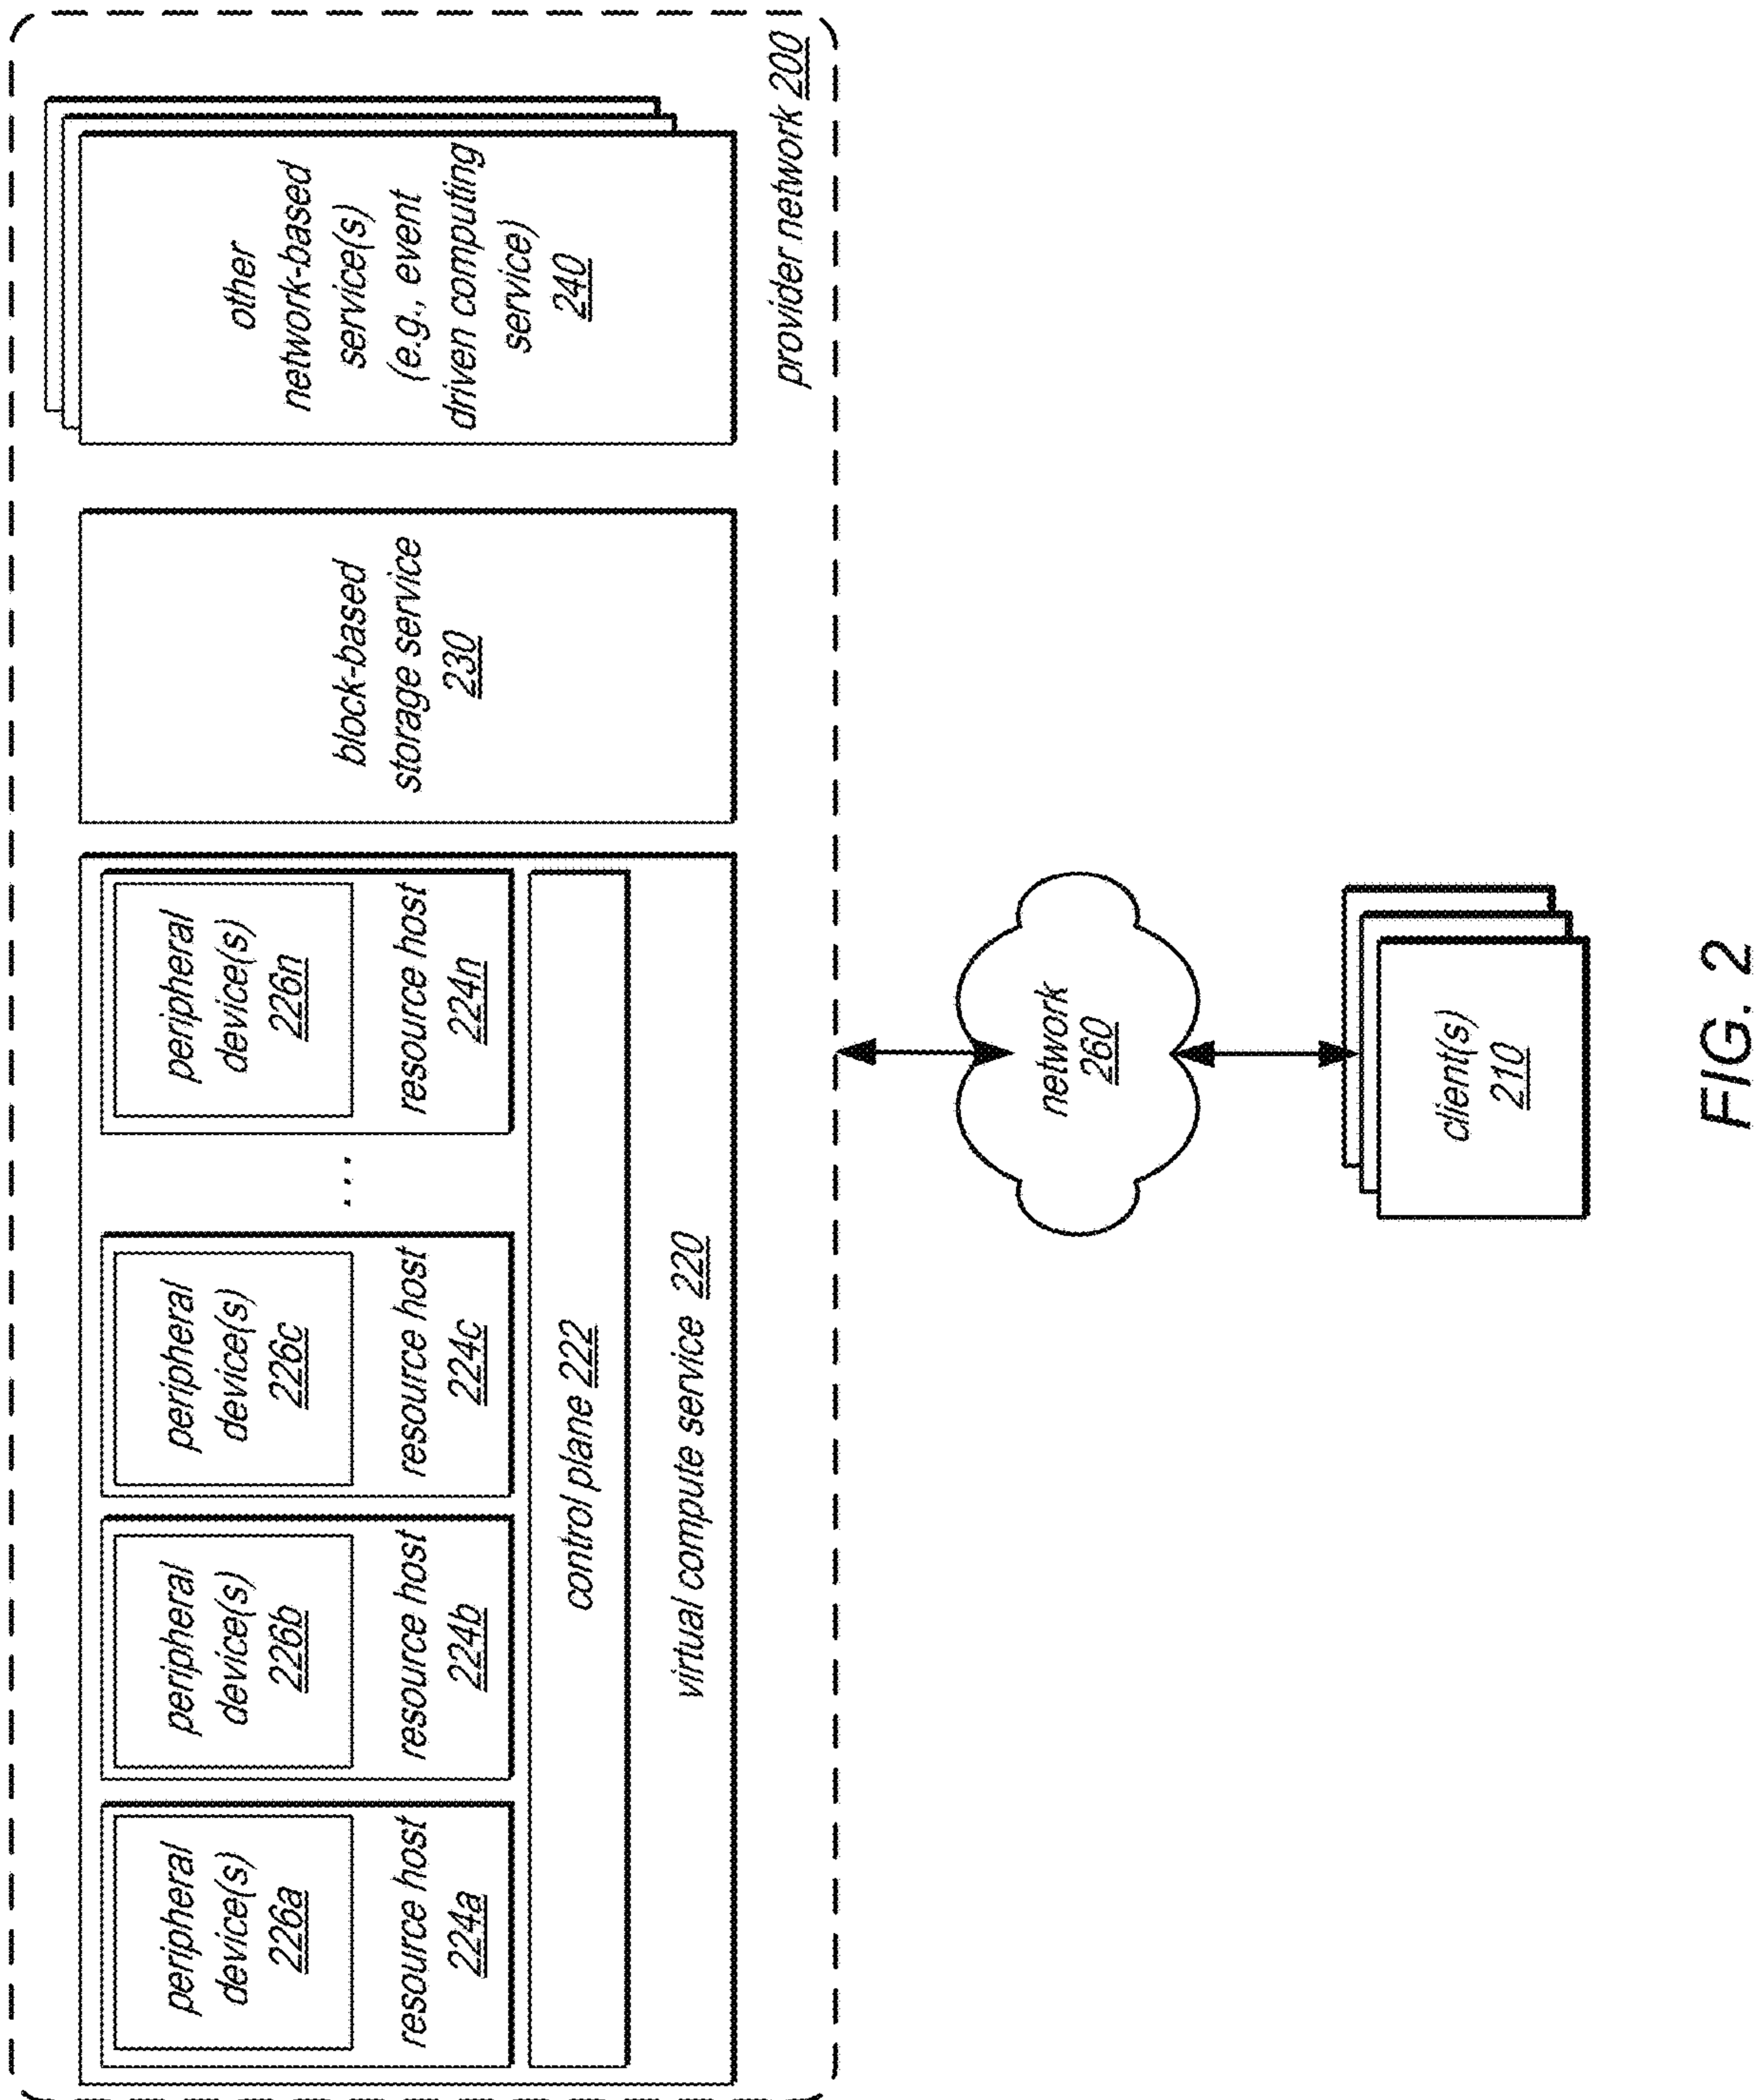 peripheral
device(s)
226a
resource host
224a
peripheral
device(s)
226b
resource host
224b
peripheral
device(s)
226c
resource host
224c
...
peripheral
device(s)
226n
resource host
224n
control plane 222
virtual compute service 220
block-based
storage service
230
other
network-based
service(s)
(e.g., event
driven computing
service)
240
provider network 200
network
260
client(s)
210
FIG. 2